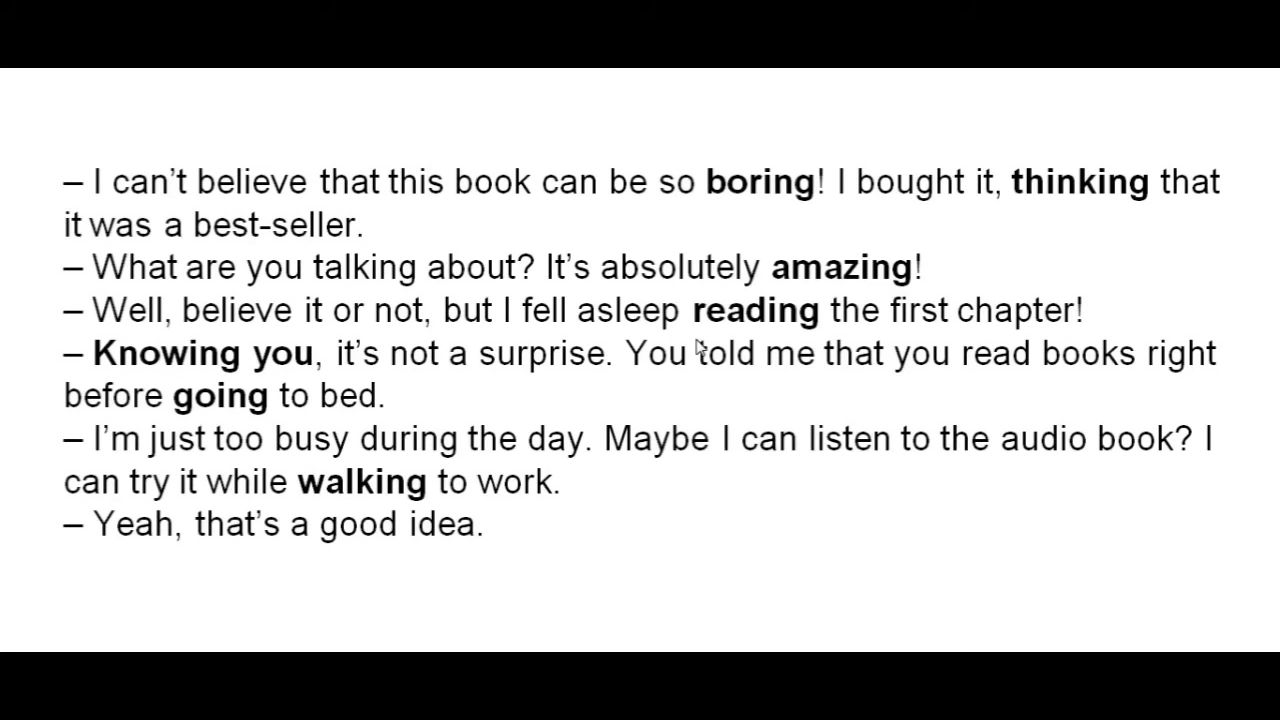 – I can’t believe that this book can be so boring! I bought it, thinking that
it was a best-seller.
– What are you talking about? It’s absolutely amazing!
– Well, believe it or not, but I fell asleep reading the first chapter!
– Knowing you, it’s not a surprise. You told me that you read books right
before going to bed.
– I’m just too busy during the day. Maybe I can listen to the audio book? I
can try it while walking to work.
– Yeah, that’s a good idea.